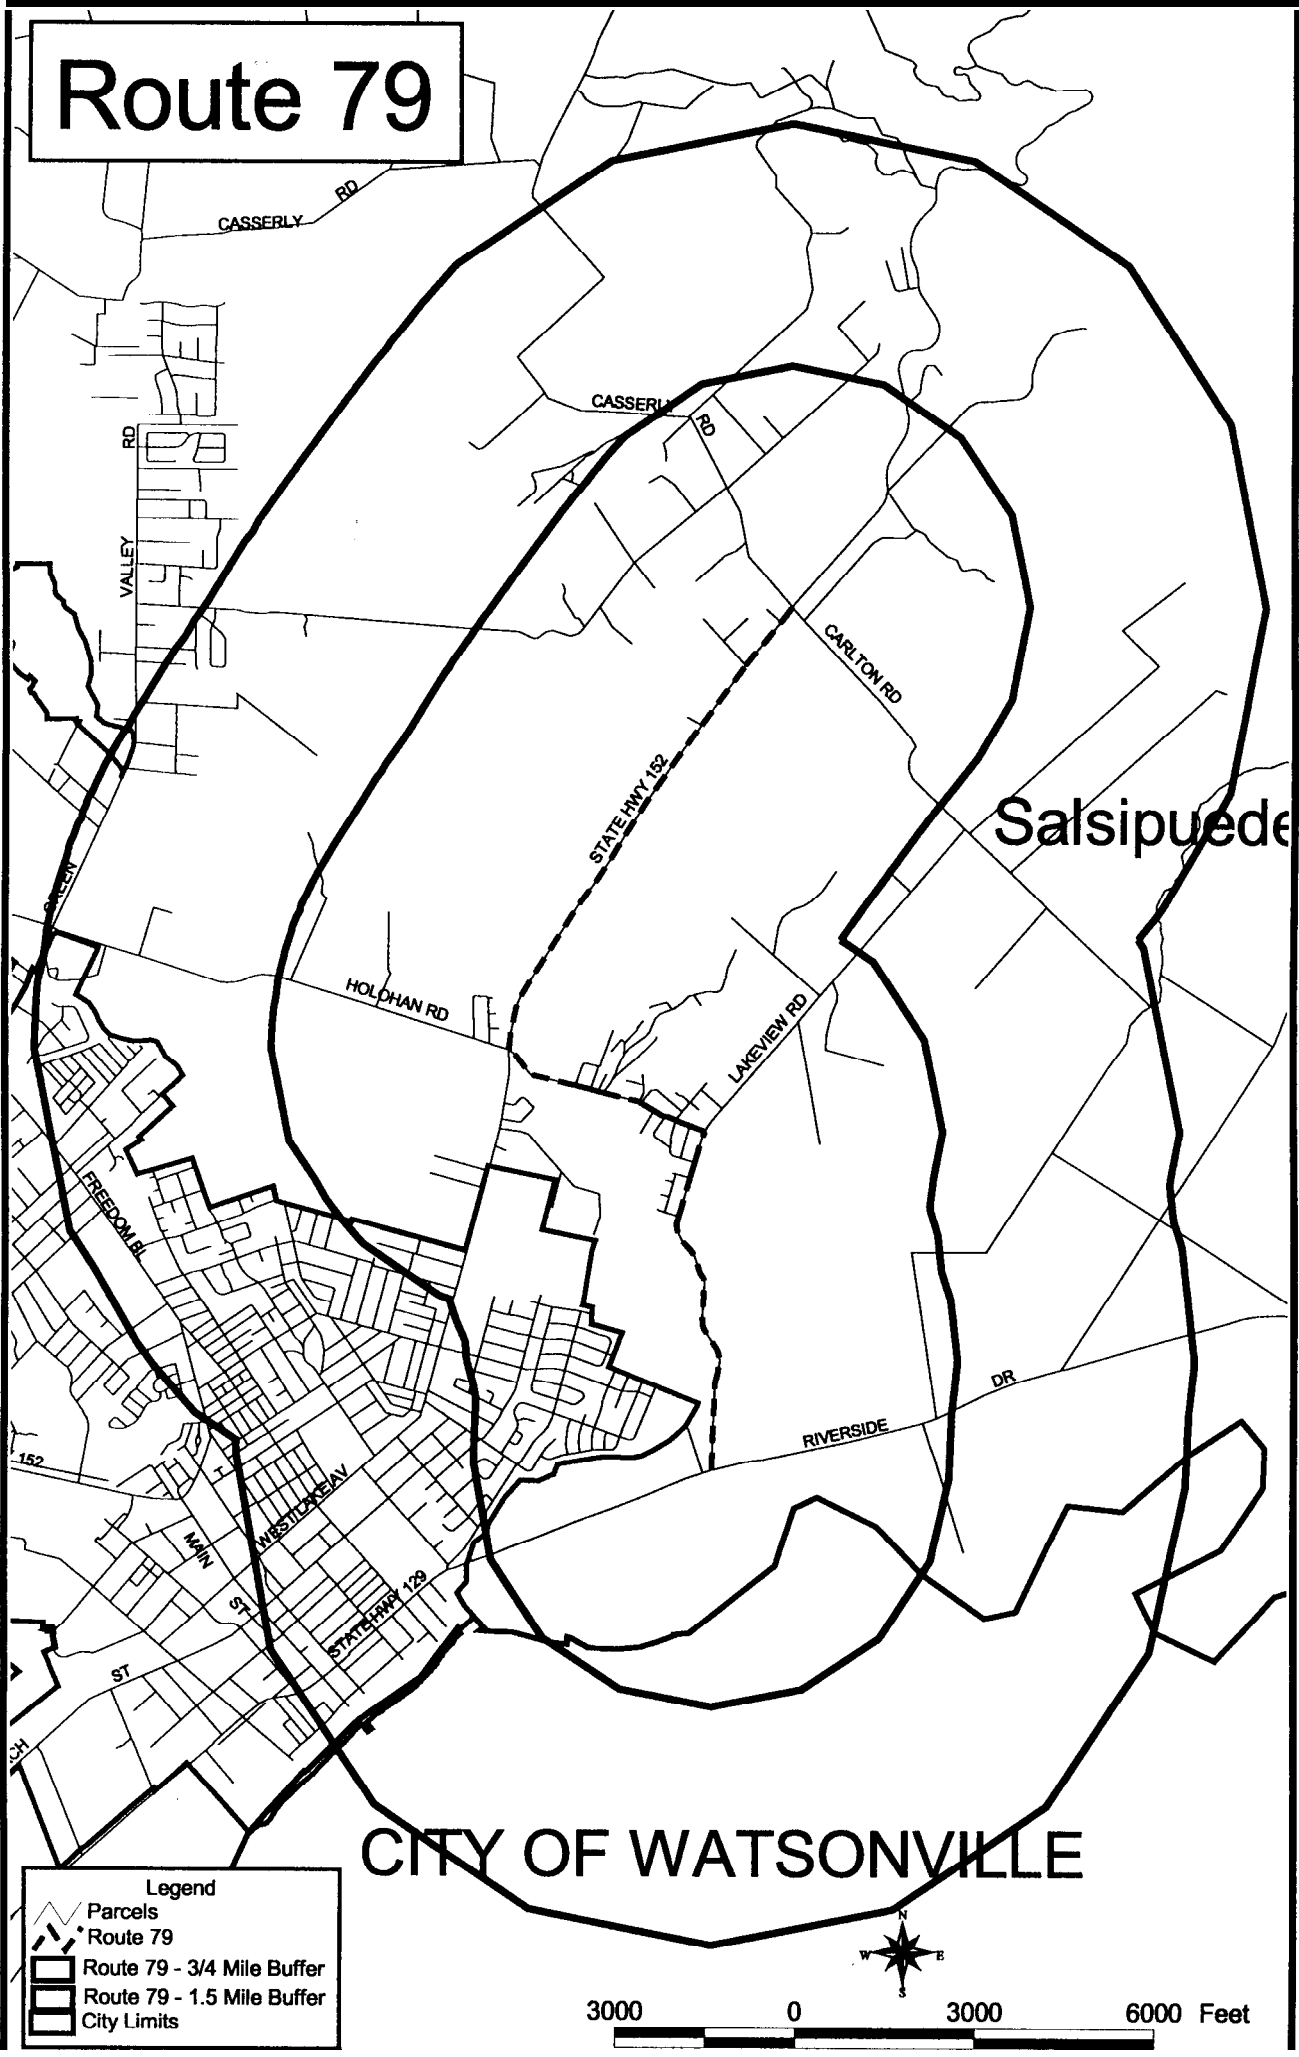 Route 79
CASSERLY
RD
CASSERLY
RD
RD
VALLEY
CARLTON RD
STATE HWY 152
Salsipuede
GREEN
HOLOHAN RD
LAKEVIEW RD
FREEDOM BL
DR
RIVERSIDE
152
WESTLAKE AV
MAIN
ST
STATE HWY 129
ST
CH
CITY OF WATSONVILLE
Legend
Parcels
Route 79
Route 79 - 3/4 Mile Buffer
Route 79 - 1.5 Mile Buffer
City Limits
N
W
E
S
3000 0 3000 6000 Feet